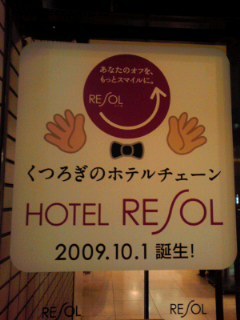 あなたのオフを、
もっとスマイルに。
RESOL
くつろぎのホテルチェーン
HOTEL RESOL
2009.10.1 誕生!
RESOL RESOL